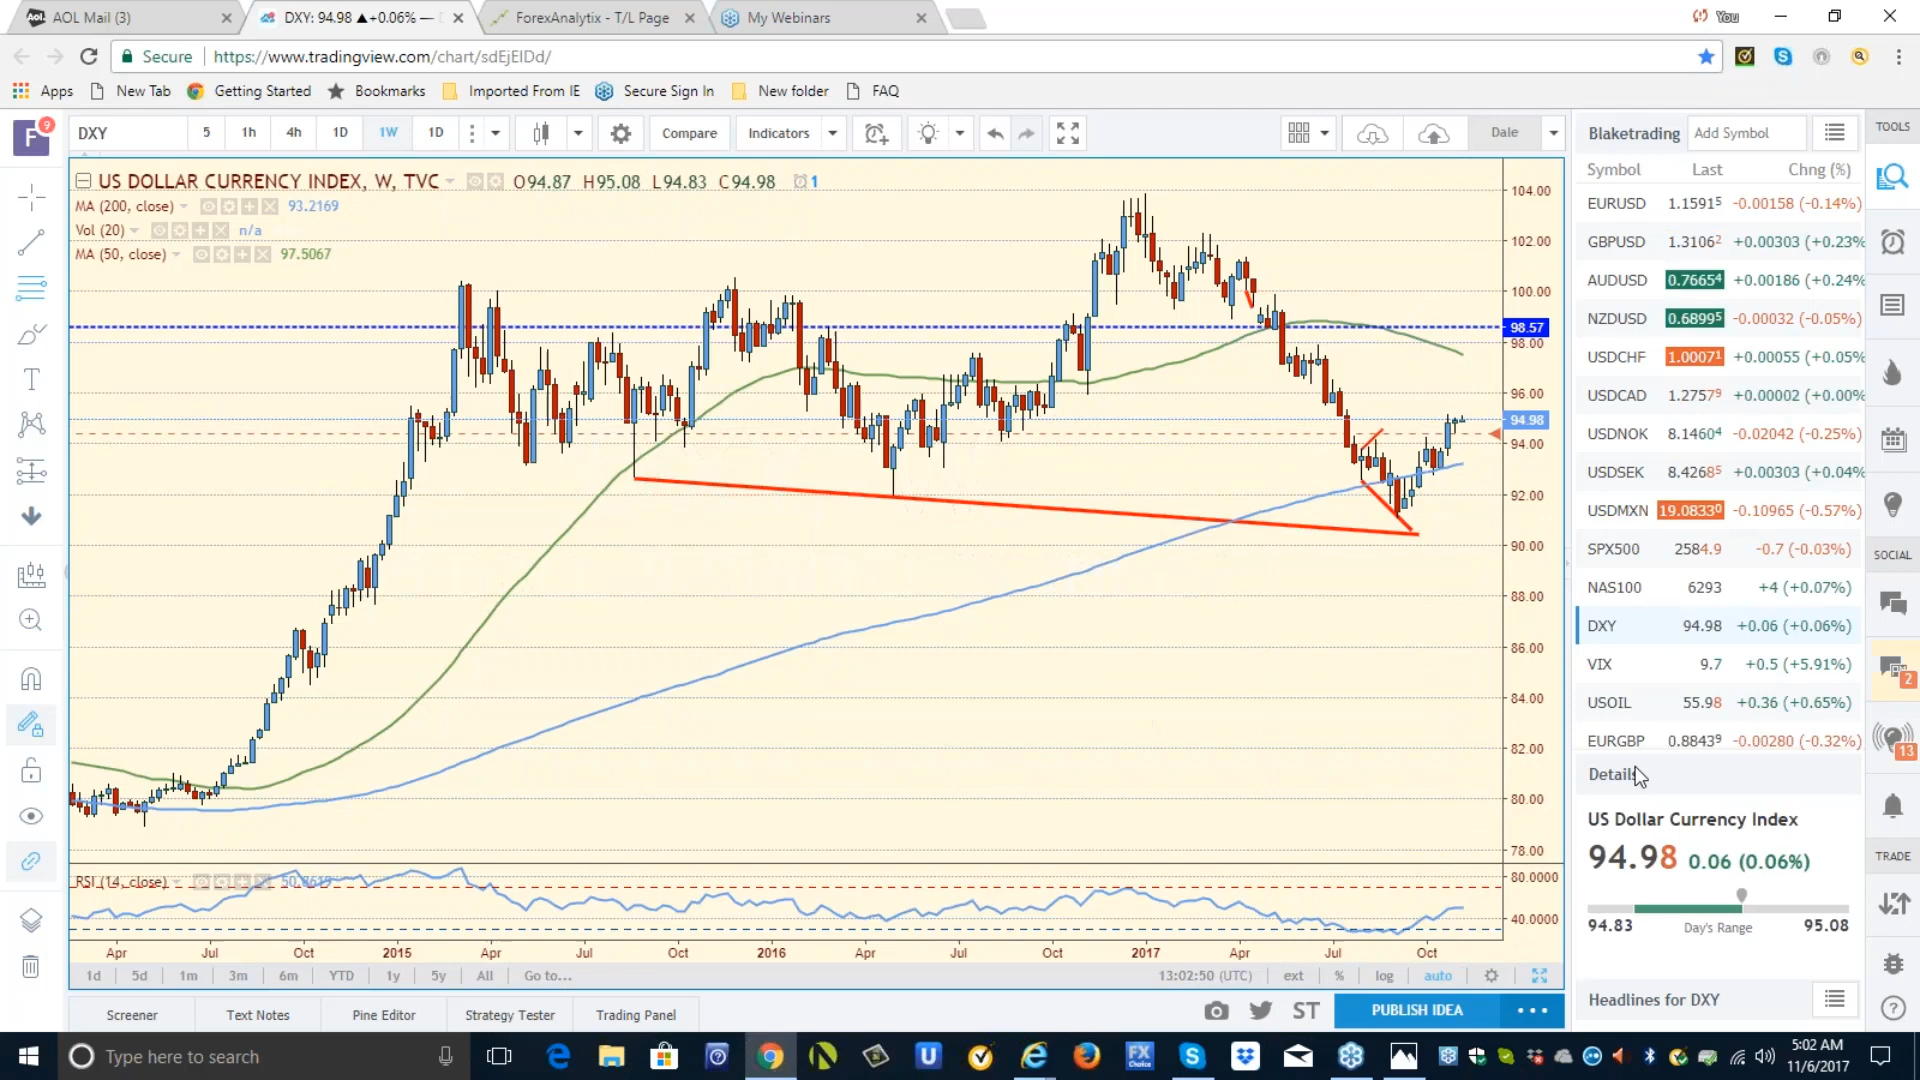 Aol. AOL Mail (3)
DXY: 94.98 ▲+0.06% —
ForexAnalytix - T/L Page
My Webinars
You
Secure https://www.tradingview.com/chart/sdEjEIDd/
Apps New Tab Getting Started Bookmarks Imported From IE Secure Sign In New folder FAQ
F 9 DXY 5 1h 4h 1D 1W 1D Compare Indicators Dale
US DOLLAR CURRENCY INDEX, W, TVC O94.87 H95.08 L94.83 C94.98 1
MA (200, close) 93.2169
Vol (20) n/a
MA (50, close) 97.5067
104.00
102.00
100.00
98.57
98.00
96.00
94.98
94.00
92.00
90.00
88.00
86.00
84.00
82.00
80.00
78.00
RSI (14, close) 50.8615
80.0000
40.0000
Apr Jul Oct 2015 Apr Jul Oct 2016 Apr Jul Oct 2017 Apr Jul Oct
1d 5d 1m 3m 6m YTD 1y 5y All Go to... 13:02:50 (UTC) ext % log auto
Screener Text Notes Pine Editor Strategy Tester Trading Panel ST PUBLISH IDEA
Blaketrading Add Symbol
Symbol Last Chng (%)
EURUSD 1.15915 -0.00158 (-0.14%)
GBPUSD 1.31062 +0.00303 (+0.23%
AUDUSD 0.76654 +0.00186 (+0.24%
NZDUSD 0.68995 -0.00032 (-0.05%)
USDCHF 1.00071 +0.00055 (+0.05%
USDCAD 1.27579 +0.00002 (+0.00%
USDNOK 8.14604 -0.02042 (-0.25%)
USDSEK 8.42685 +0.00303 (+0.04%
USDMXN 19.08330 -0.10965 (-0.57%)
SPX500 2584.9 -0.7 (-0.03%)
NAS100 6293 +4 (+0.07%)
DXY 94.98 +0.06 (+0.06%)
VIX 9.7 +0.5 (+5.91%)
USOIL 55.98 +0.36 (+0.65%)
EURGBP 0.88439 -0.00280 (-0.32%)
Details
US Dollar Currency Index
94.98 0.06 (0.06%)
94.83 Day's Range 95.08
Headlines for DXY
TOOLS
SOCIAL
2
13
TRADE
Type here to search
FX Choice
5:02 AM
11/6/2017